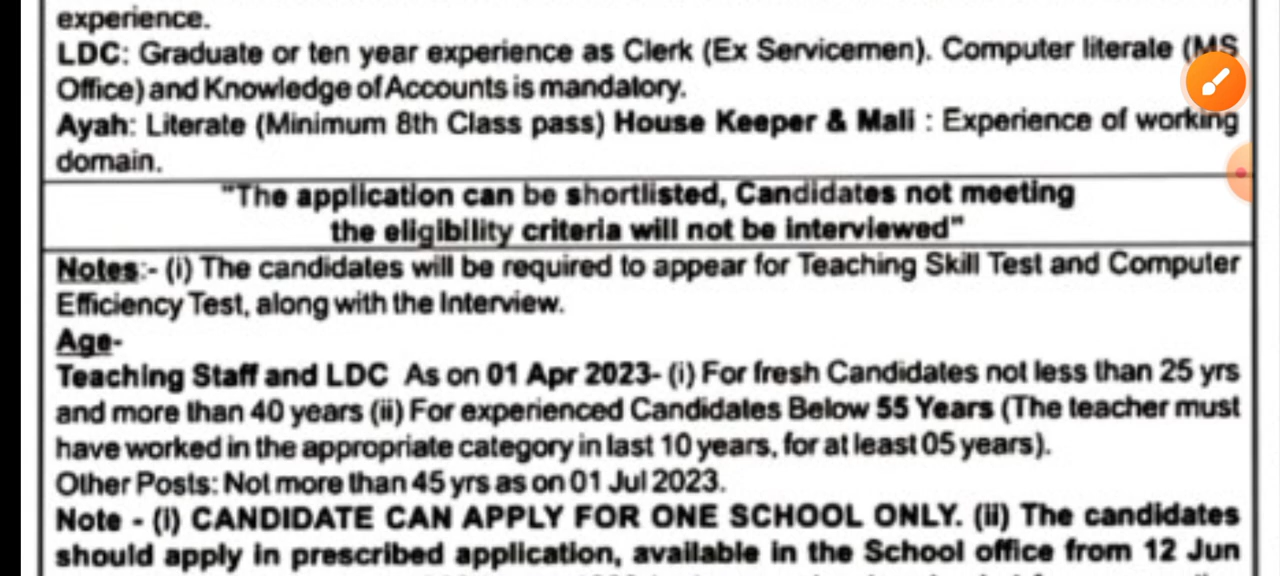 experience.
LDC: Graduate or ten year experience as Clerk (Ex Servicemen). Computer literate (MS
Office) and Knowledge of Accounts is mandatory.
Ayah: Literate (Minimum 8th Class pass) House Keeper & Mali : Experience of working
domain.
"The application can be shortlisted, Candidates not meeting
the eligibility criteria will not be interviewed"
Notes:- (i) The candidates will be required to appear for Teaching Skill Test and Computer
Efficiency Test, along with the Interview.
Age-
Teaching Staff and LDC As on 01 Apr 2023- (i) For fresh Candidates not less than 25 yrs
and more than 40 years (ii) For experienced Candidates Below 55 Years (The teacher must
have worked in the appropriate category in last 10 years, for at least 05 years).
Other Posts: Not more than 45 yrs as on 01 Jul 2023.
Note - (i) CANDIDATE CAN APPLY FOR ONE SCHOOL ONLY. (ii) The candidates
should apply in prescribed application, available in the School office from 12 Jun